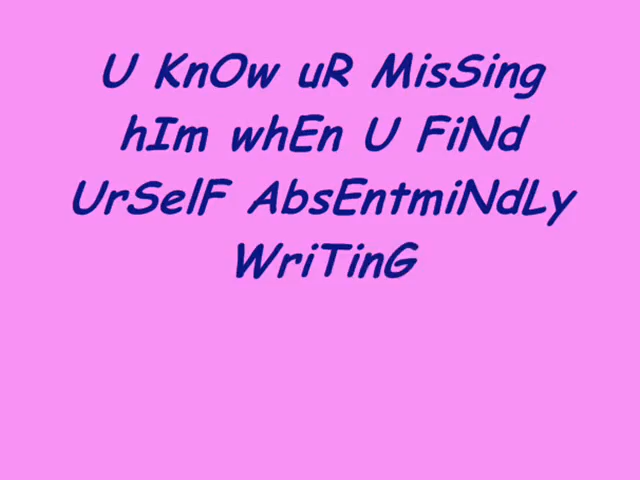 U KnOw uR MisSing
hIm whEn U FiNd
UrSelF AbsEntmiNdLy
WriTinG